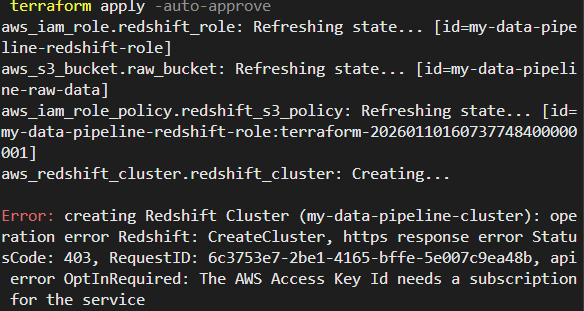 terraform apply -auto-approve
aws_iam_role.redshift_role: Refreshing state... [id=my-data-pipe
line-redshift-role]
aws_s3_bucket.raw_bucket: Refreshing state... [id=my-data-pipeli
ne-raw-data]
aws_iam_role_policy.redshift_s3_policy: Refreshing state... [id=
my-data-pipeline-redshift-role:terraform-20260110160737748400000
001]
aws_redshift_cluster.redshift_cluster: Creating...

Error: creating Redshift Cluster (my-data-pipeline-cluster): ope
ration error Redshift: CreateCluster, https response error Statu
sCode: 403, RequestID: 6c3753e7-2be1-4165-bffe-5e007c9ea48b, api
 error OptInRequired: The AWS Access Key Id needs a subscription
 for the service